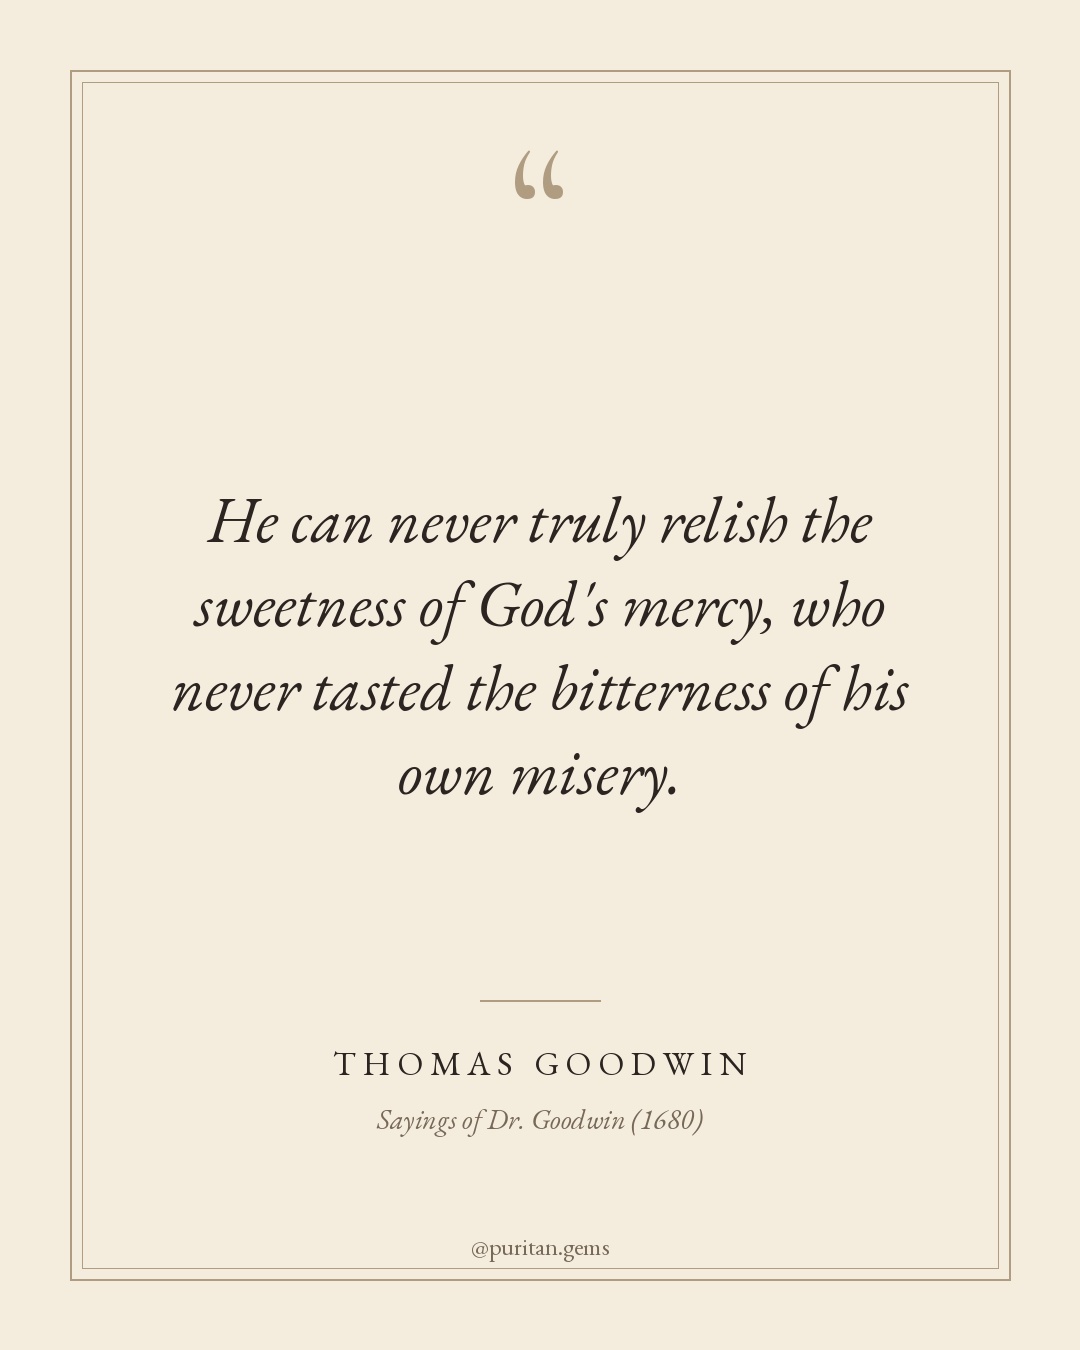 “
He can never truly relish the
sweetness of God's mercy, who
never tasted the bitterness of his
own misery.
THOMAS GOODWIN
Sayings of Dr. Goodwin (1680)
@puritan.gems